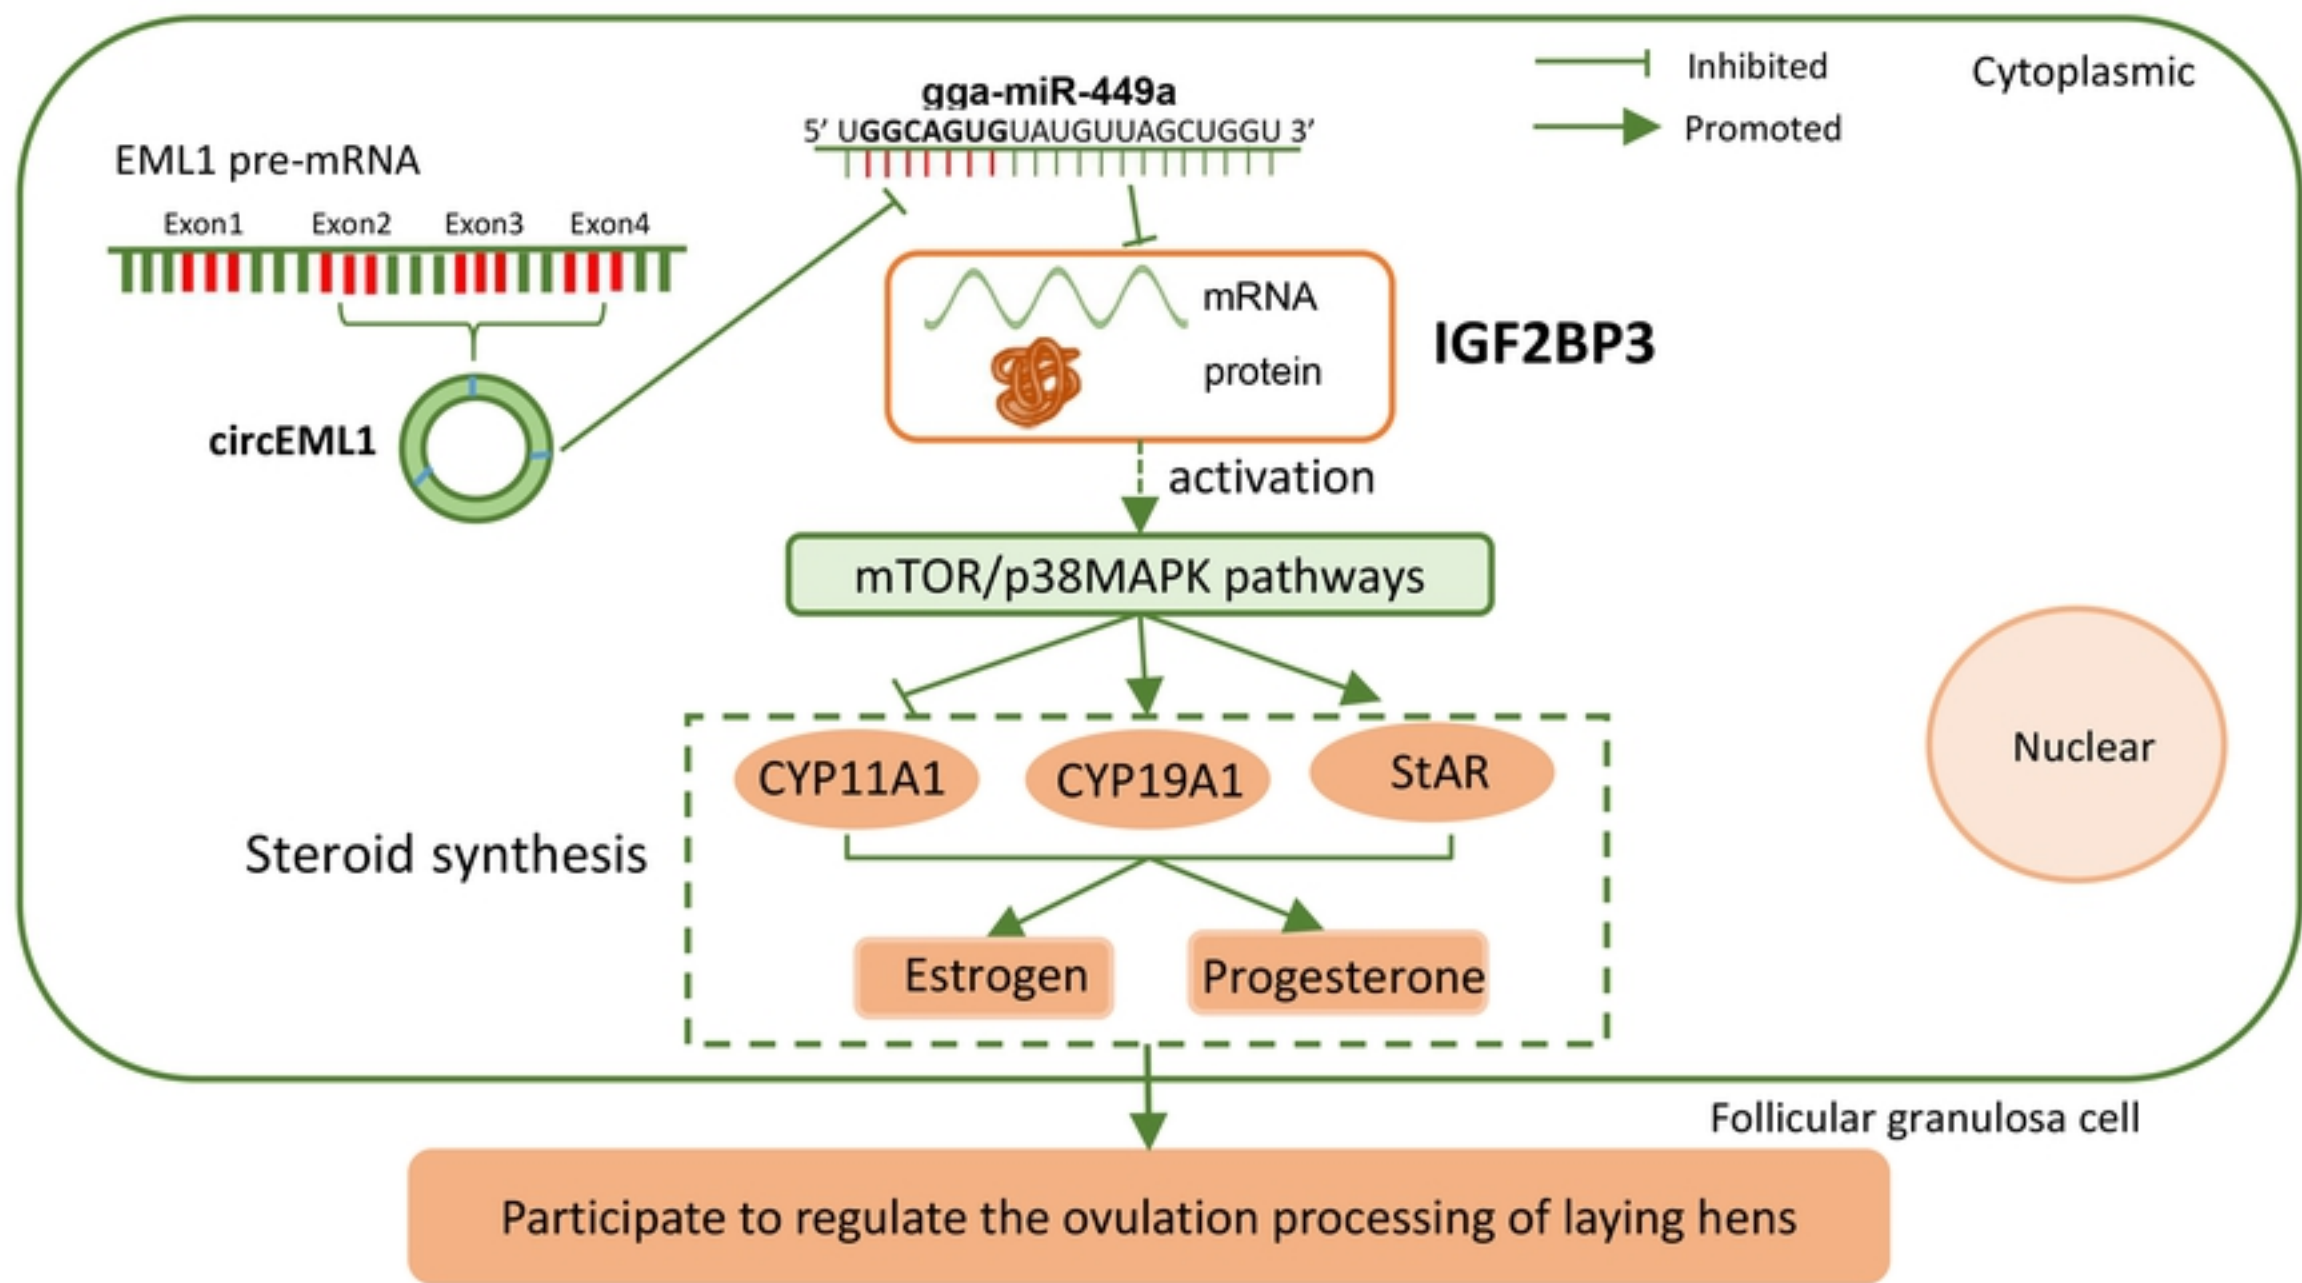 gga-miR-449a
5’ UGGCAGUGUAUGUUAGCUGGU 3’
Inhibited
Promoted
Cytoplasmic
EML1 pre-mRNA
Exon1 Exon2 Exon3 Exon4
circEML1
mRNA
protein
IGF2BP3
activation
mTOR/p38MAPK pathways
CYP11A1 CYP19A1 StAR
Nuclear
Steroid synthesis
Estrogen Progesterone
Follicular granulosa cell
Participate to regulate the ovulation processing of laying hens